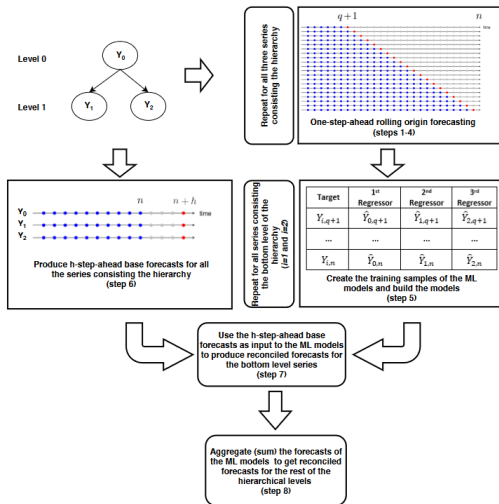 Level 0
Y0
Level 1
Y1
Y2
Repeat for all three series
consisting the hierarchy
q + 1
n
time
One-step-ahead rolling origin forecasting
(steps 1-4)
n
n + h
Y0
time
Y1
Y2
Produce h-step-ahead base forecasts for all
the series consisting the hierarchy
(step 6)
Repeat for all series consisting
the bottom level of the
hierarchy
(i=1 and i=2)
Target
1st Regressor
2nd Regressor
3rd Regressor
Yi,q+1
Ŷ0,q+1
Ŷ1,q+1
Ŷ2,q+1
...
...
...
...
Yi,n
Ŷ0,n
Ŷ1,n
Ŷ2,n
Create the training samples of the ML
models and build the models
(step 5)
Use the h-step-ahead base
forecasts as input to the ML models
to produce reconciled forecasts for
the bottom level series
(step 7)
Aggregate (sum) the forecasts of
the ML models to get reconciled
forecasts for the rest of the
hierarchical levels
(step 8)